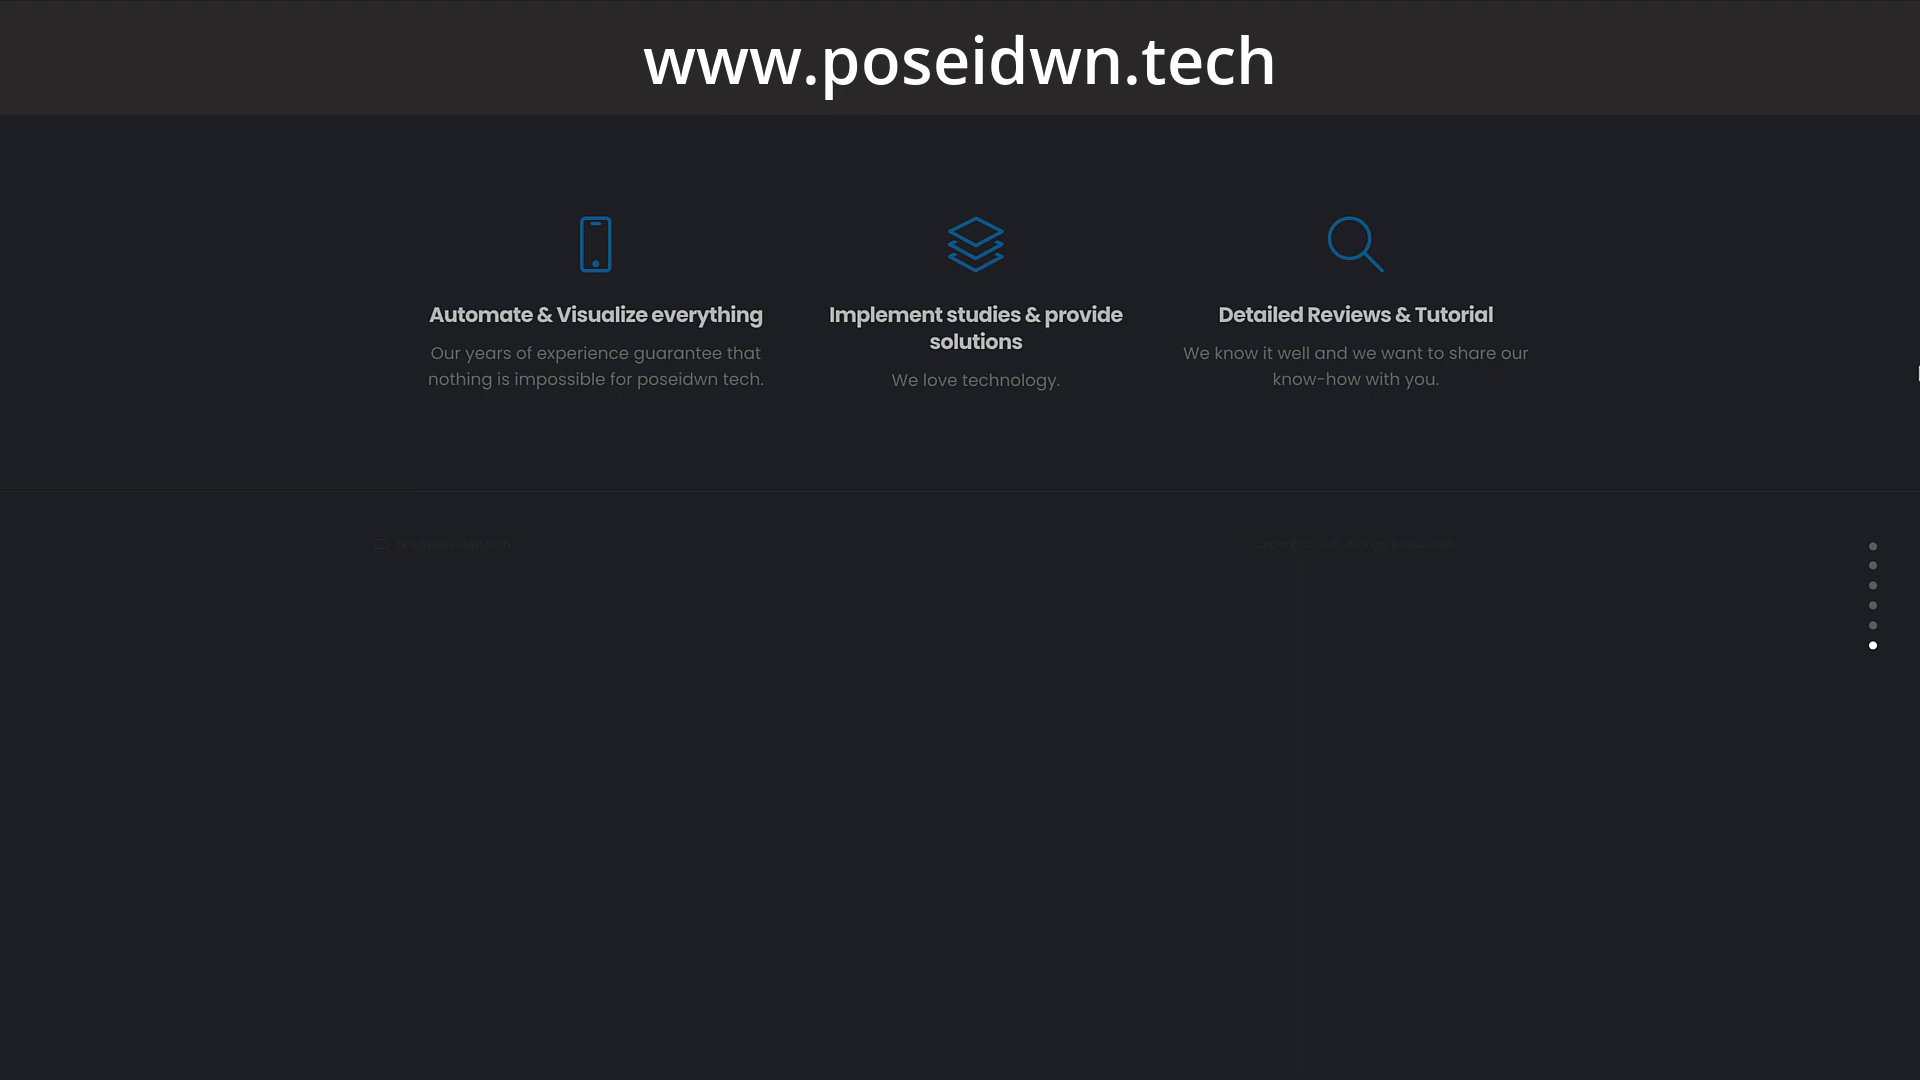 www.poseidwn.tech
Automate & Visualize everything
Our years of experience guarantee that
nothing is impossible for poseidwn tech.
Implement studies & provide
solutions
We love technology.
Detailed Reviews & Tutorial
We know it well and we want to share our
know-how with you.